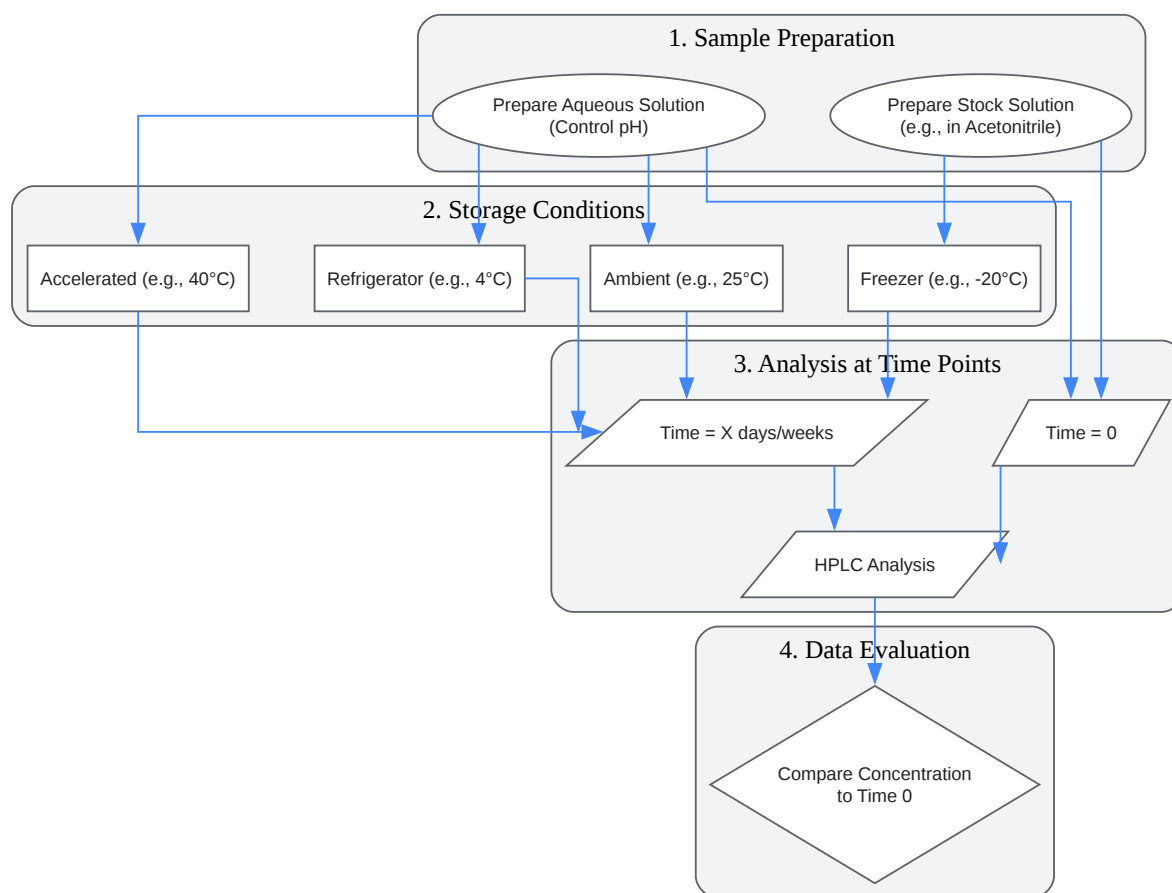 1. Sample Preparation
Prepare Aqueous Solution
(Control pH)
Prepare Stock Solution
(e.g., in Acetonitrile)
2. Storage Conditions
Accelerated (e.g., 40°C)
Refrigerator (e.g., 4°C)
Ambient (e.g., 25°C)
Freezer (e.g., -20°C)
3. Analysis at Time Points
Time = X days/weeks
Time = 0
HPLC Analysis
4. Data Evaluation
Compare Concentration
to Time 0